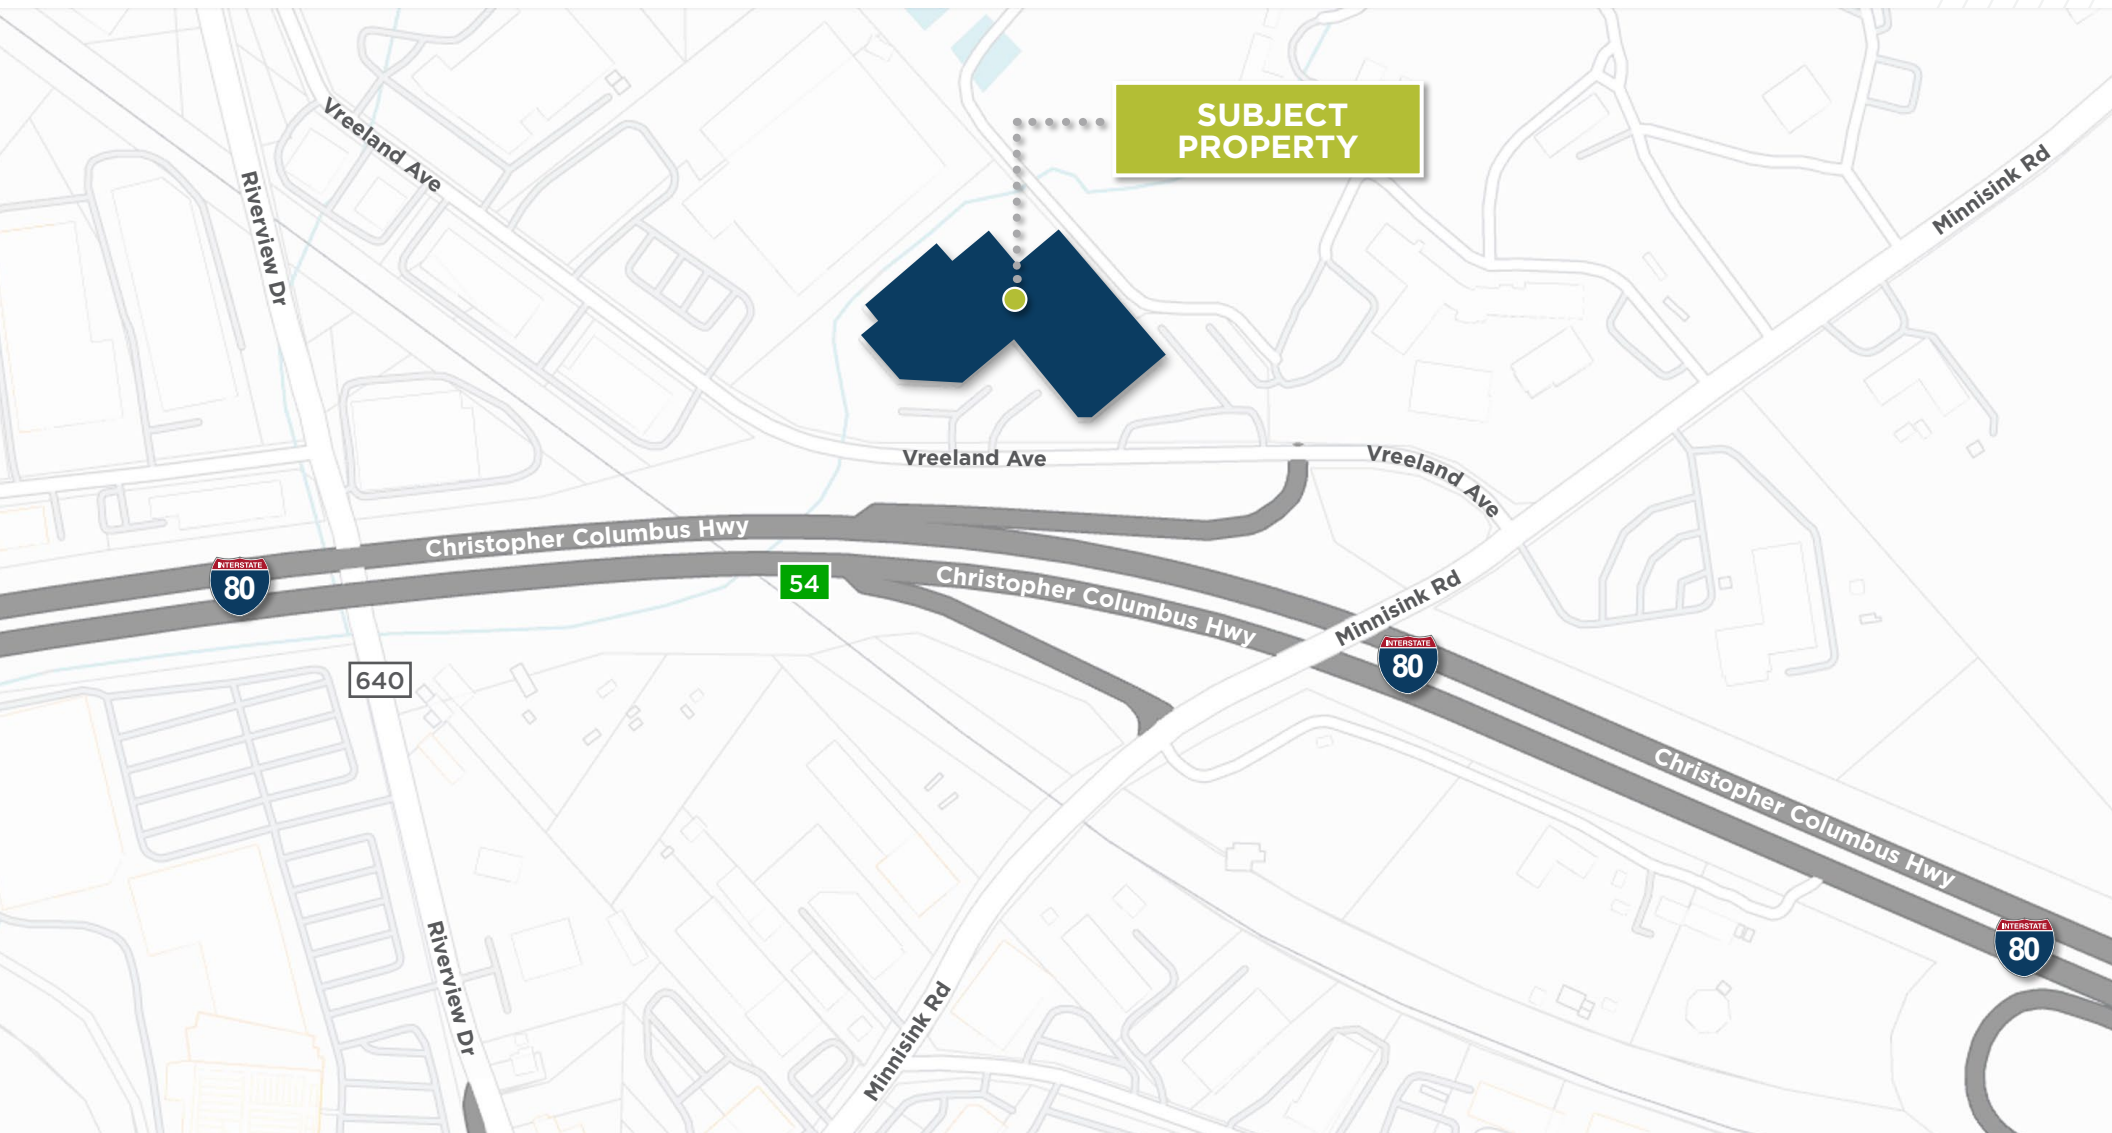 SUBJECT
PROPERTY
Vreeland Ave
Minnisink Rd
Riverview Dr
Vreeland Ave
Vreeland Ave
Christopher Columbus Hwy
INTERSTATE
80
54
Christopher Columbus Hwy
Minnisink Rd
INTERSTATE
80
640
Christopher Columbus Hwy
INTERSTATE
80
Riverview Dr
Minnisink Rd